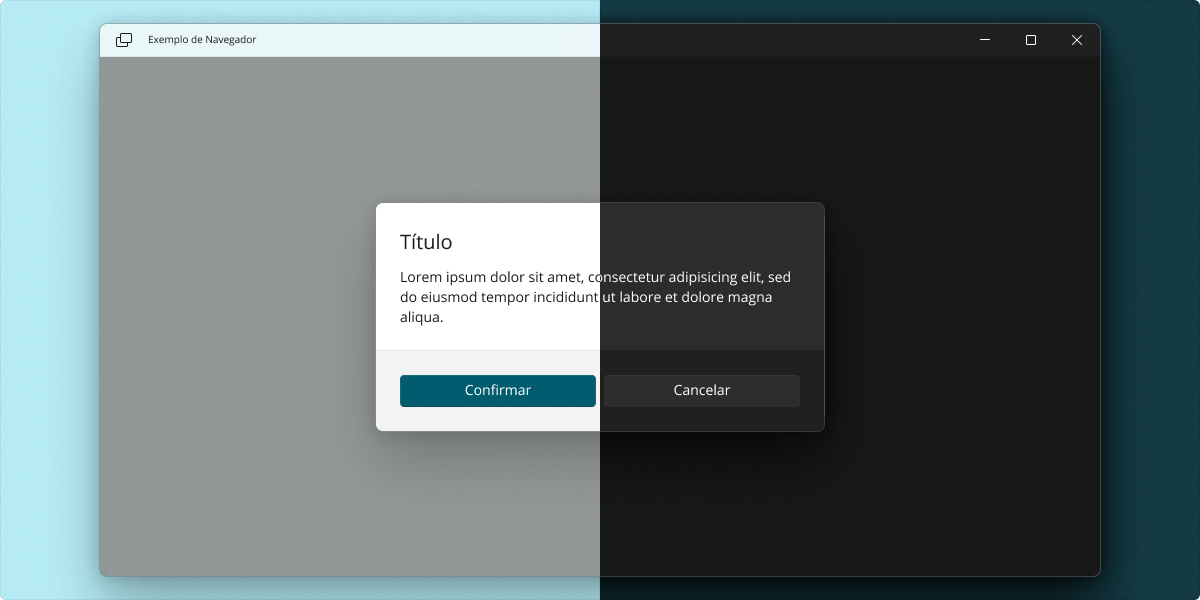 Exemplo de Navegador
Título
Lorem ipsum dolor sit amet, consectetur adipisicing elit, sed
do eiusmod tempor incididunt ut labore et dolore magna
aliqua.
Confirmar
Cancelar